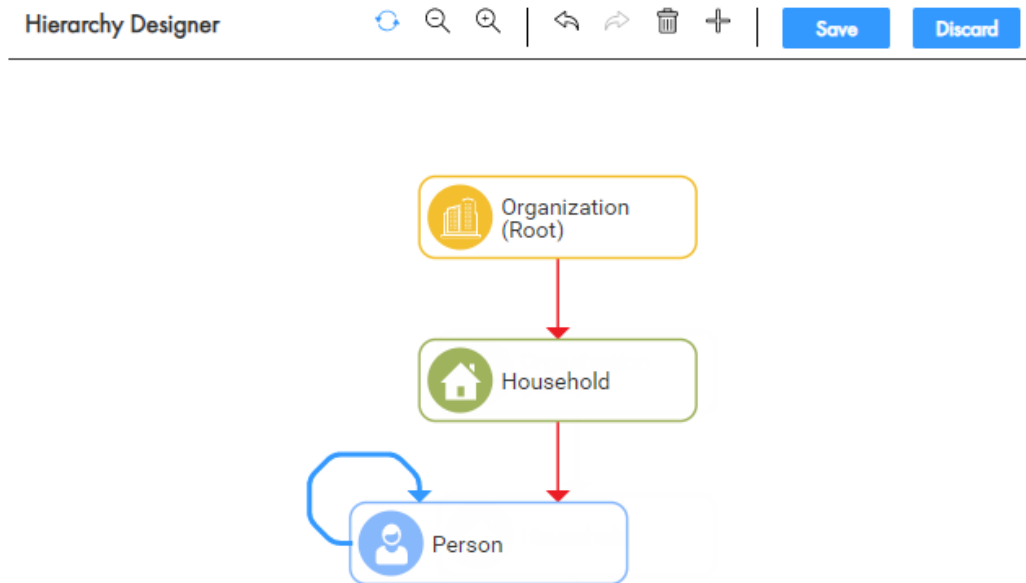 Hierarchy Designer
Save
Discard
Organization
(Root)
Household
Person